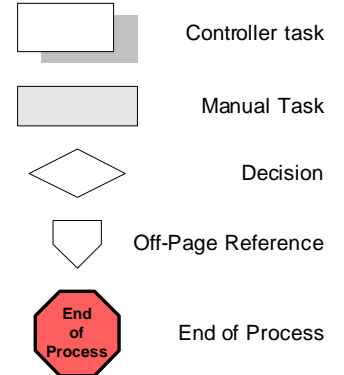 Controller task
Manual Task
Decision
Off-Page Reference
End
of
Process
End of Process